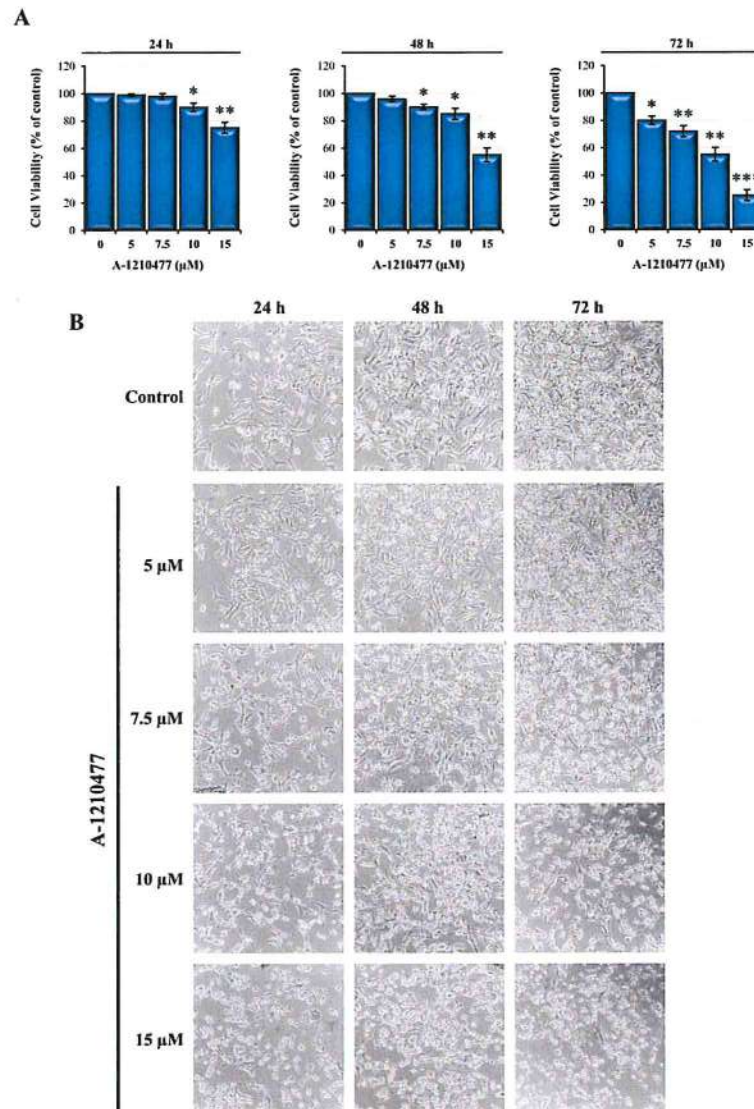 A
24 h
120
100
80
60
40
20
0
Cell Viability (% of control)
*
**
0 5 7.5 10 15
A-1210477 (µM)
48 h
120
100
80
60
40
20
0
Cell Viability (% of control)
*
*
**
0 5 7.5 10 15
A-1210477 (µM)
72 h
120
100
80
60
40
20
0
Cell Viability (% of control)
*
**
**
***
0 5 7.5 10 15
A-1210477 (µM)
B
24 h 48 h 72 h
Control
A-1210477
5 µM
7.5 µM
10 µM
15 µM